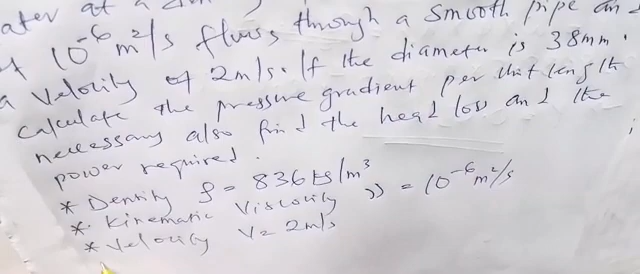 ater at a
of 10⁻⁶ m²/s flows through a smooth pipe and
a velocity of 2m/s. If the diameter is 38mm.
Calculate the pressure gradient per unit length
necessary also find the head loss and the
power required.
* Density ρ = 836 kg/m³
* Kinematic Viscosity ν = 10⁻⁶ m²/s
* Velocity V = 2m/s